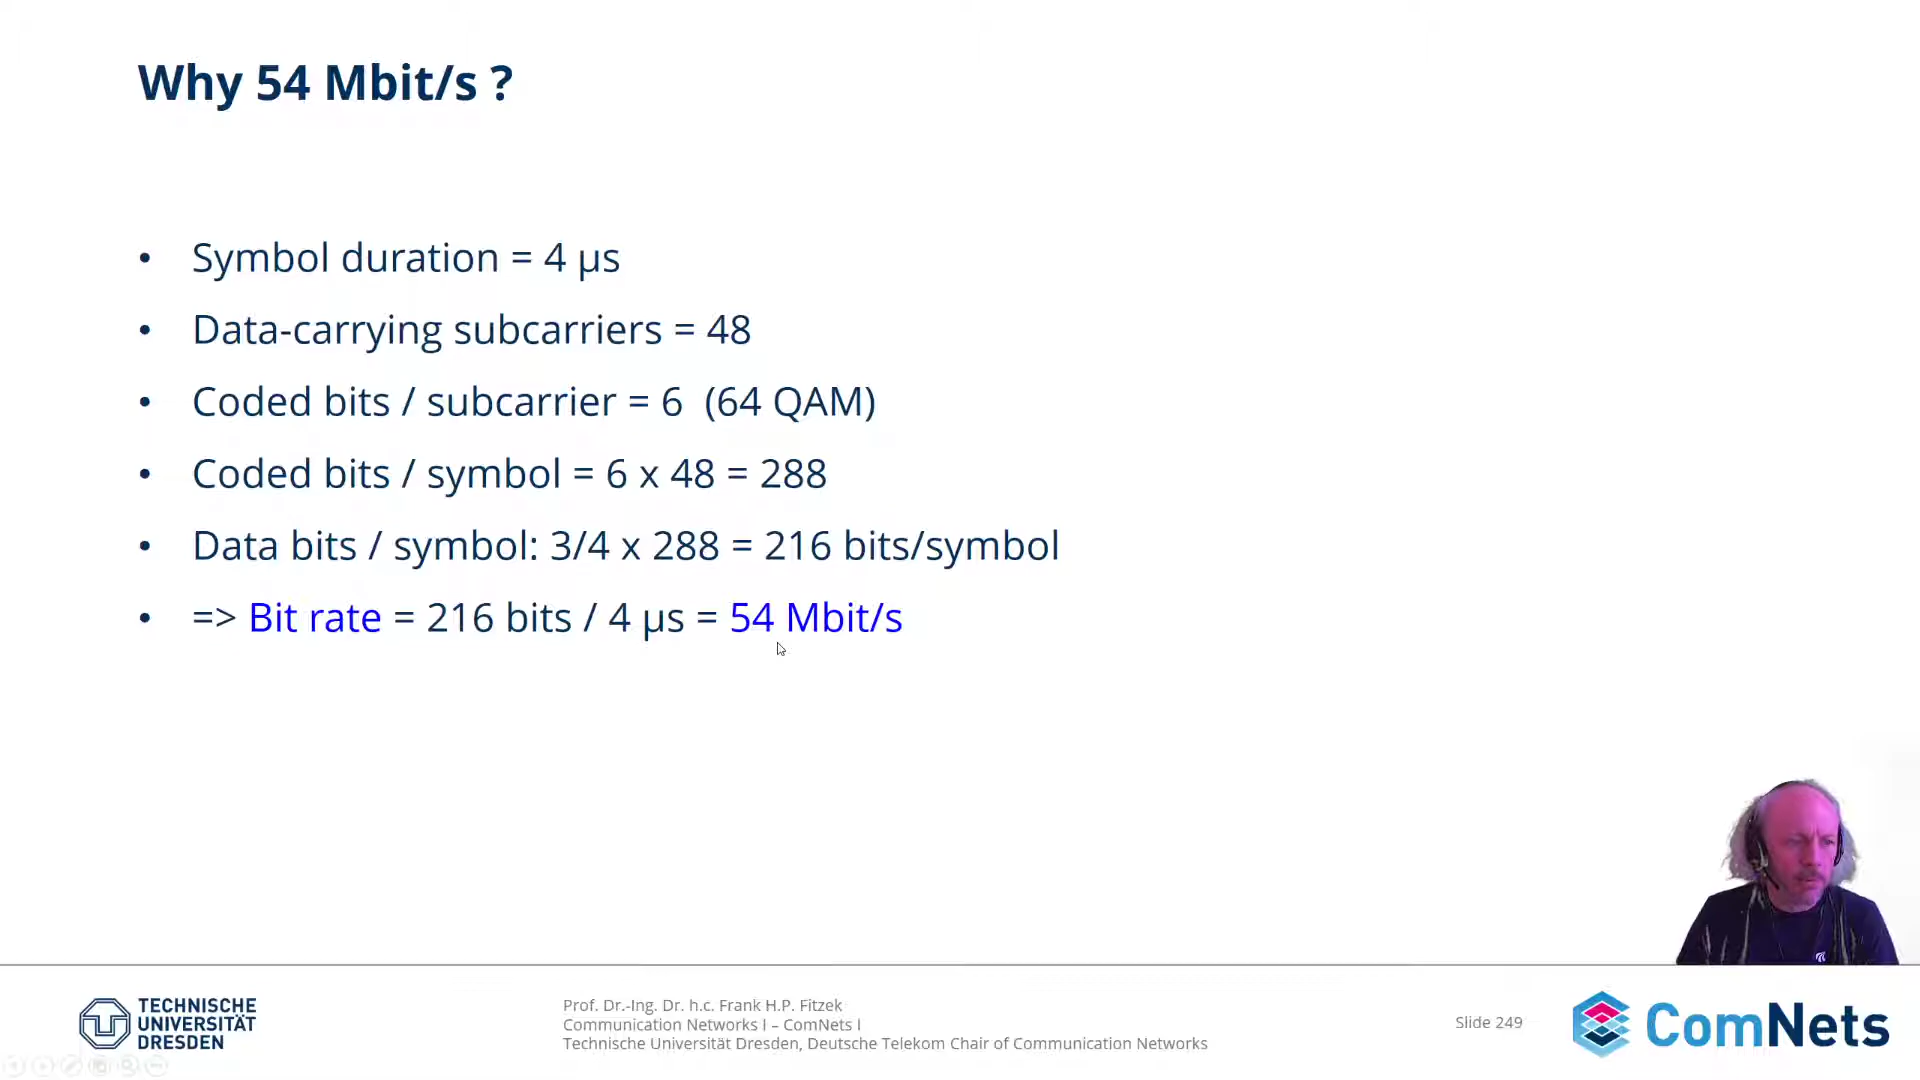 Why 54 Mbit/s ?
• Symbol duration = 4 µs
• Data-carrying subcarriers = 48
• Coded bits / subcarrier = 6 (64 QAM)
• Coded bits / symbol = 6 x 48 = 288
• Data bits / symbol: 3/4 x 288 = 216 bits/symbol
• => Bit rate = 216 bits / 4 µs = 54 Mbit/s
TECHNISCHE
UNIVERSITÄT
DRESDEN
Prof. Dr.-Ing. Dr. h.c. Frank H.P. Fitzek
Communication Networks I – ComNets I
Technische Universität Dresden, Deutsche Telekom Chair of Communication Networks
Slide 249
ComNets